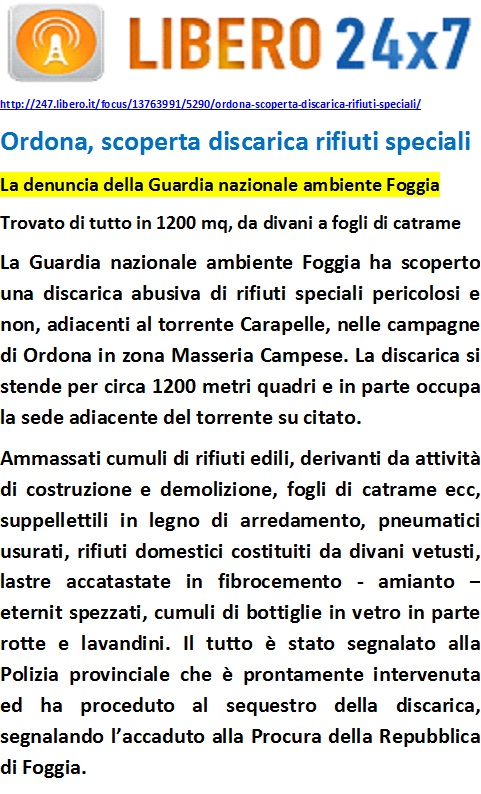 LIBERO 24x7
http://247.libero.it/focus/13763991/5290/ordona-scoperta-discarica-rifiuti-speciali/
Ordona, scoperta discarica rifiuti speciali
La denuncia della Guardia nazionale ambiente Foggia
Trovato di tutto in 1200 mq, da divani a fogli di catrame
La Guardia nazionale ambiente Foggia ha scoperto
una discarica abusiva di rifiuti speciali pericolosi e
non, adiacenti al torrente Carapelle, nelle campagne
di Ordona in zona Masseria Campese. La discarica si
stende per circa 1200 metri quadri e in parte occupa
la sede adiacente del torrente su citato.
Ammassati cumuli di rifiuti edili, derivanti da attività
di costruzione e demolizione, fogli di catrame ecc,
suppellettili in legno di arredamento, pneumatici
usurati, rifiuti domestici costituiti da divani vetusti,
lastre accatastate in fibrocemento - amianto –
eternit spezzati, cumuli di bottiglie in vetro in parte
rotte e lavandini. Il tutto è stato segnalato alla
Polizia provinciale che è prontamente intervenuta
ed ha proceduto al sequestro della discarica,
segnalando l’accaduto alla Procura della Repubblica
di Foggia.